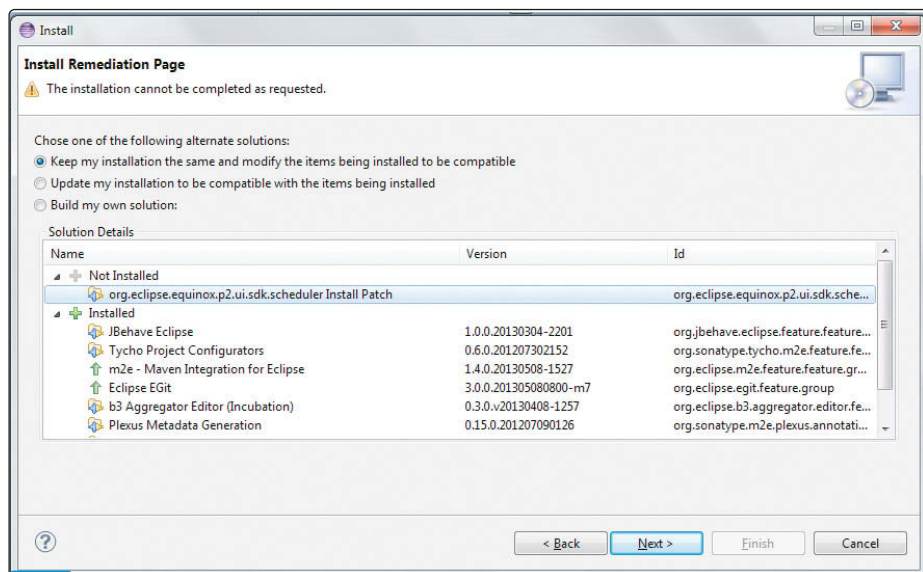 Install
Install Remediation Page
The installation cannot be completed as requested.
Chose one of the following alternate solutions:
Keep my installation the same and modify the items being installed to be compatible
Update my installation to be compatible with the items being installed
Build my own solution:
Solution Details
Name Version Id
Not Installed
org.eclipse.equinox.p2.ui.sdk.scheduler Install Patch org.eclipse.equinox.p2.ui.sdk.sche...
Installed
JBehave Eclipse 1.0.0.20130304-2201 org.jbehave.eclipse.feature.feature...
Tycho Project Configurators 0.6.0.201207302152 org.sonatype.tycho.m2e.feature.fe...
m2e - Maven Integration for Eclipse 1.4.0.20130508-1527 org.eclipse.m2e.feature.feature.gr...
Eclipse EGit 3.0.0.201305080800-m7 org.eclipse.egit.feature.group
b3 Aggregator Editor (Incubation) 0.3.0.v20130408-1257 org.eclipse.b3.aggregator.editor.fe...
Plexus Metadata Generation 0.15.0.201207090126 org.sonatype.m2e.plexus.annotati...
< Back Next > Finish Cancel